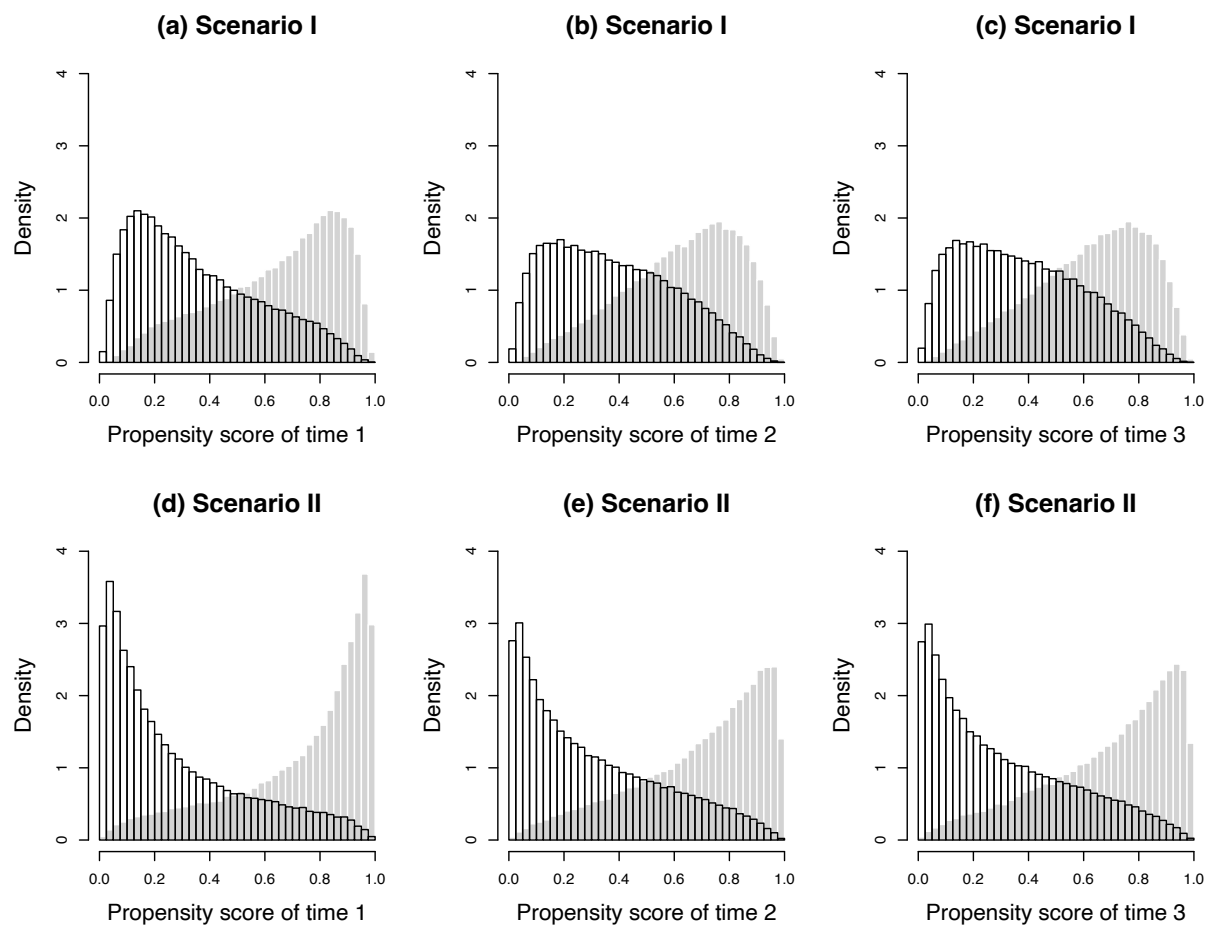 (a) Scenario I
(b) Scenario I
(c) Scenario I
Density
4
3
2
1
0
0.0 0.2 0.4 0.6 0.8 1.0
Propensity score of time 1
Density
4
3
2
1
0
0.0 0.2 0.4 0.6 0.8 1.0
Propensity score of time 2
Density
4
3
2
1
0
0.0 0.2 0.4 0.6 0.8 1.0
Propensity score of time 3
(d) Scenario II
(e) Scenario II
(f) Scenario II
Density
4
3
2
1
0
0.0 0.2 0.4 0.6 0.8 1.0
Propensity score of time 1
Density
4
3
2
1
0
0.0 0.2 0.4 0.6 0.8 1.0
Propensity score of time 2
Density
4
3
2
1
0
0.0 0.2 0.4 0.6 0.8 1.0
Propensity score of time 3